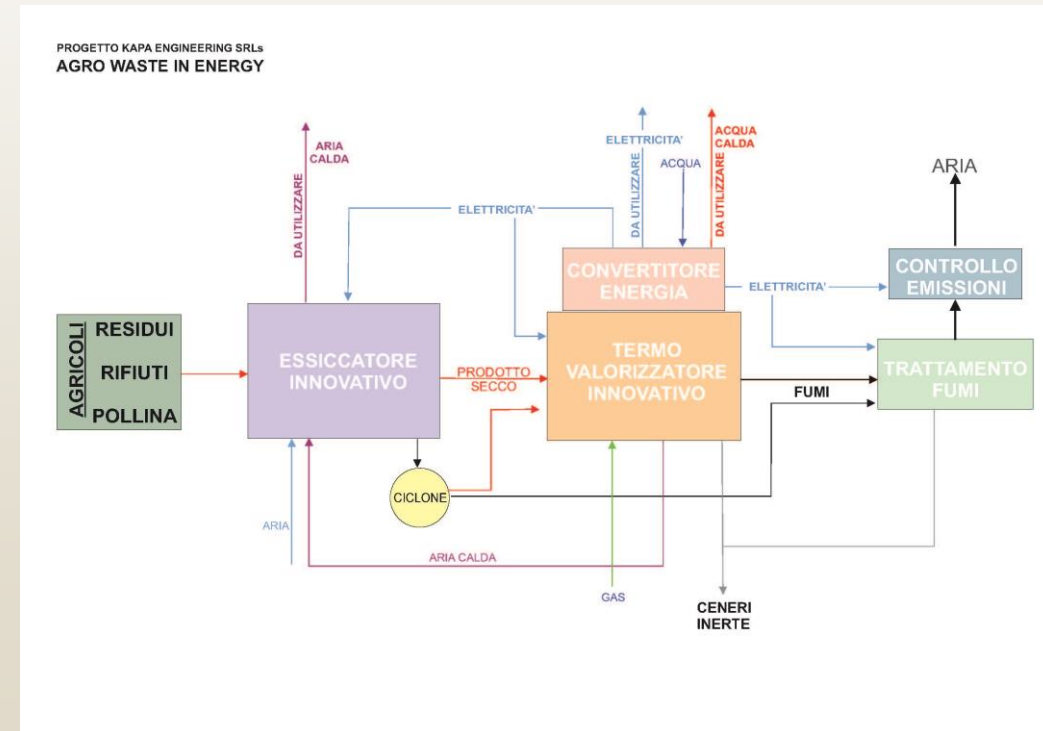 PROGETTO KAPA ENGINEERING SRLs
AGRO WASTE IN ENERGY
ARIA
CALDA
DA UTILIZZARE
ELETTRICITA'
DA UTILIZZARE
ACQUA
ACQUA
CALDA
DA UTILIZZARE
ARIA
ELETTRICITA'
CONVERTITORE
ENERGIA
ELETTRICITA'
CONTROLLO
EMISSIONI
AGRICOLI
RESIDUI
RIFIUTI
POLLINA
ESSICCATORE
INNOVATIVO
PRODOTTO
SECCO
TERMO
VALORIZZATORE
INNOVATIVO
FUMI
TRATTAMENTO
FUMI
CICLONE
ARIA
ARIA CALDA
GAS
CENERI
INERTE